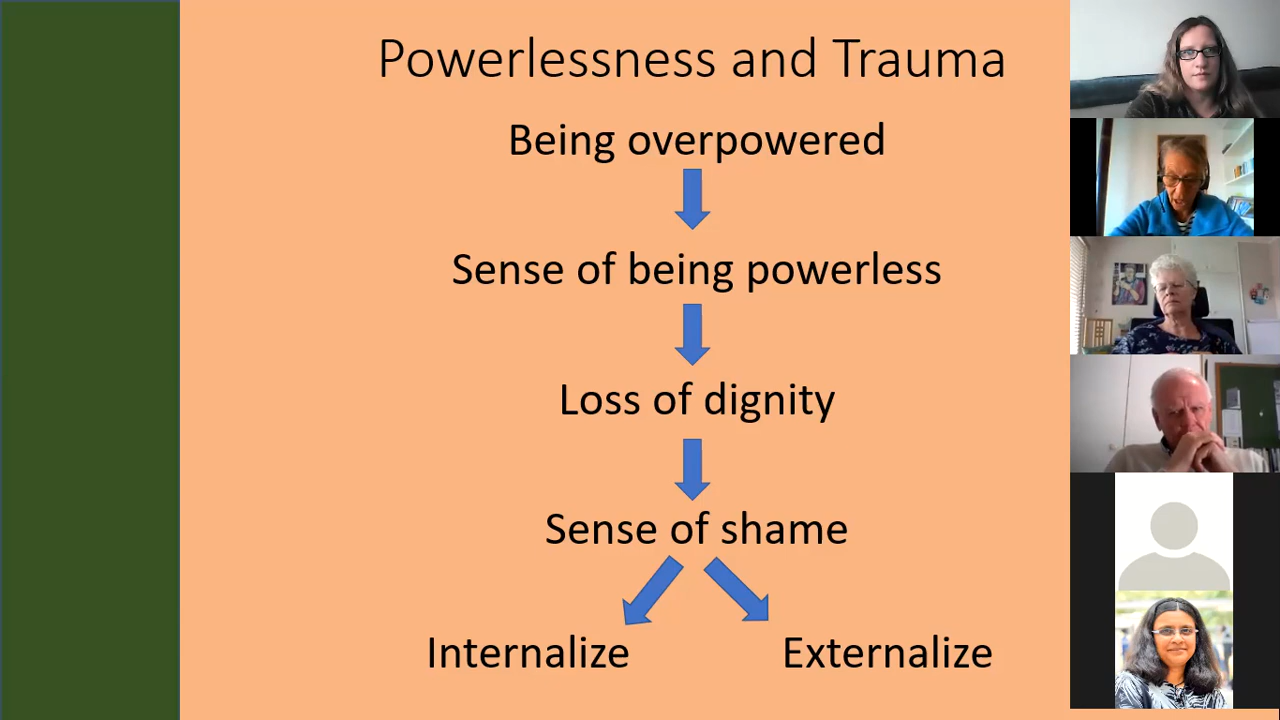 Powerlessness and Trauma
Being overpowered
Sense of being powerless
Loss of dignity
Sense of shame
Internalize
Externalize